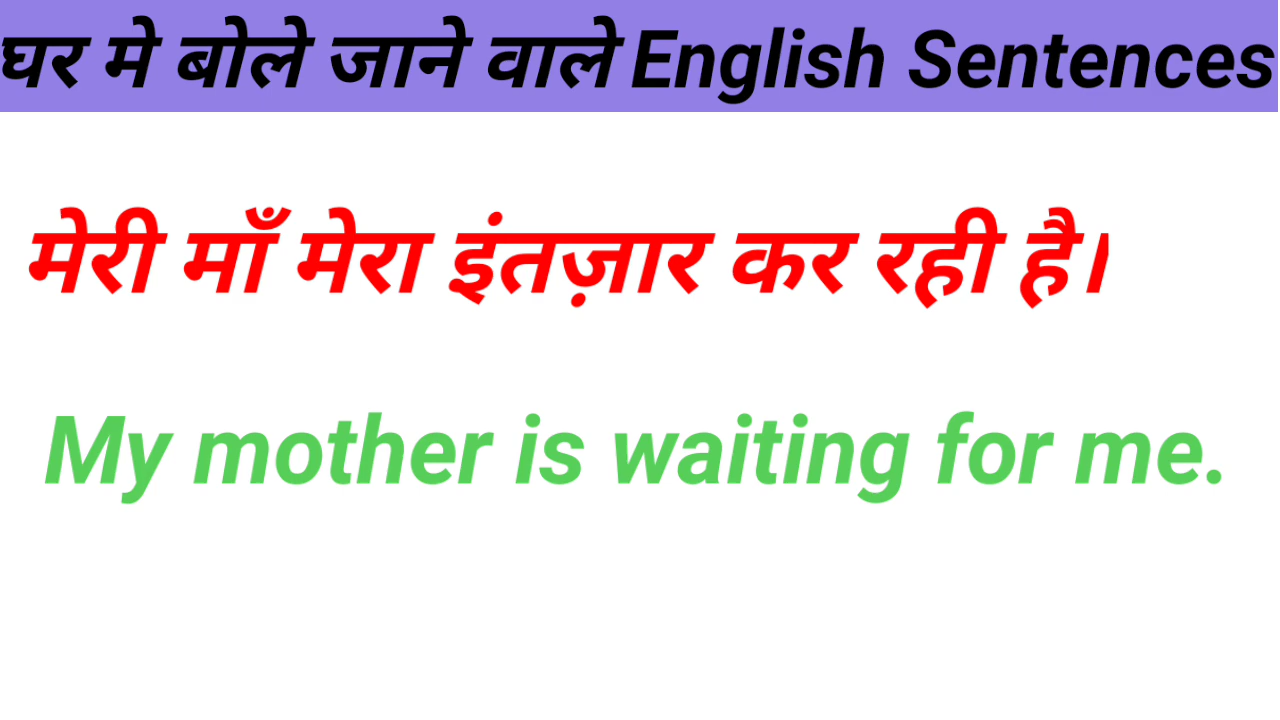 घर मे बोले जाने वाले English Sentences
मेरी माँ मेरा इंतज़ार कर रही है।
My mother is waiting for me.